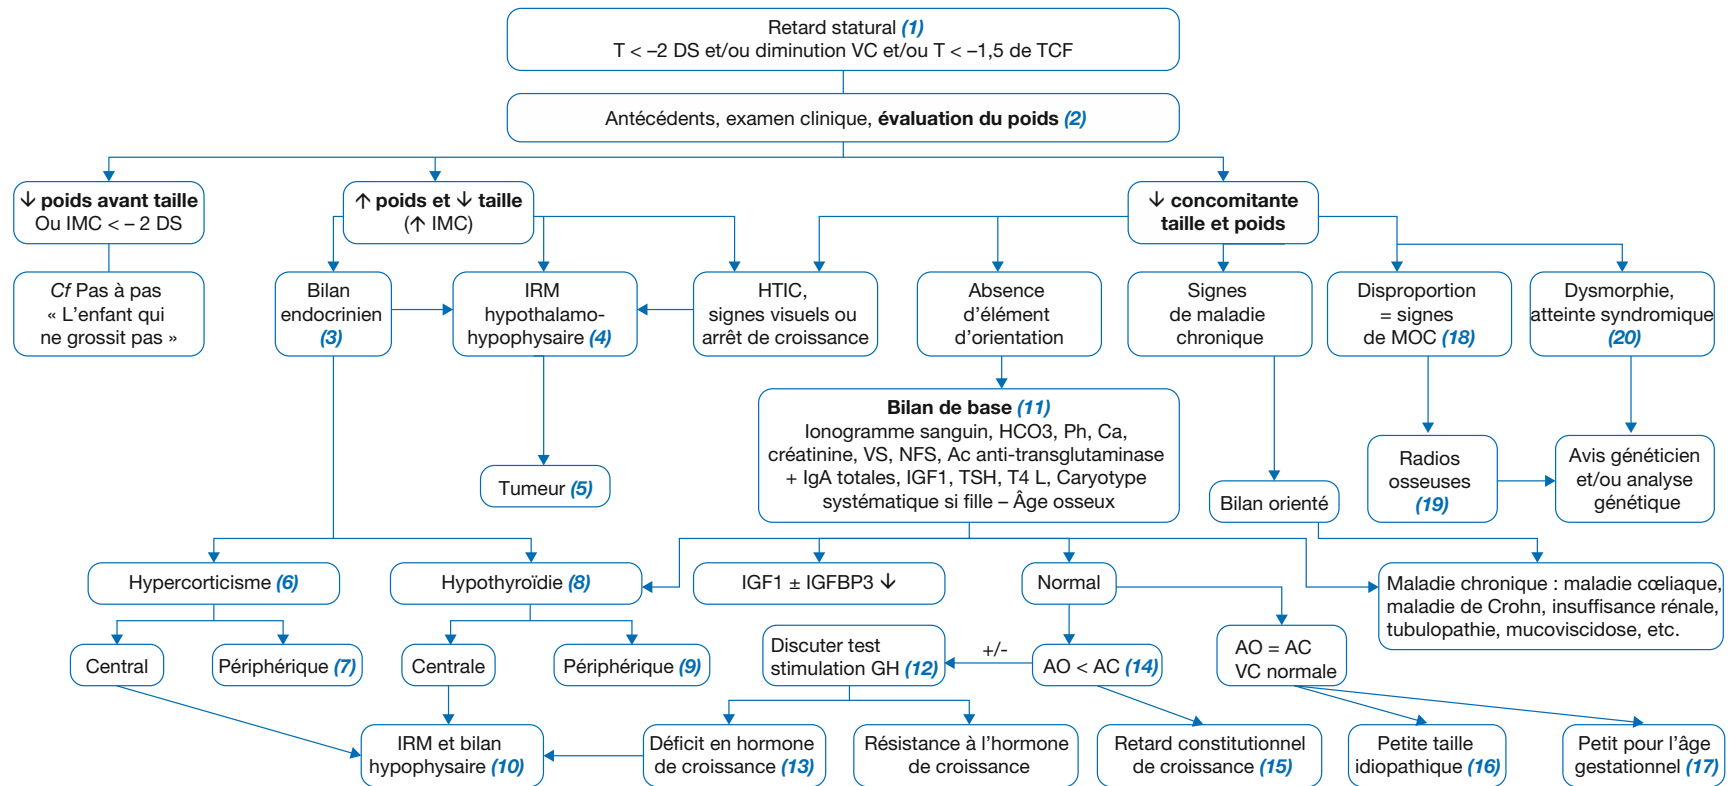 Retard statural (1)
T < –2 DS et/ou diminution VC et/ou T < –1,5 de TCF
Antécédents, examen clinique, évaluation du poids (2)
↓ poids avant taille
Ou IMC < – 2 DS
↑ poids et ↓ taille
(↑ IMC)
↓ concomitante
taille et poids
Cf Pas à pas
« L'enfant qui
ne grossit pas »
Bilan
endocrinien
(3)
IRM
hypothalamo-
hypophysaire (4)
HTIC,
signes visuels ou
arrêt de croissance
Absence
d'élément
d'orientation
Signes
de maladie
chronique
Disproportion
= signes
de MOC (18)
Dysmorphie,
atteinte syndromique
(20)
Bilan de base (11)
Ionogramme sanguin, HCO3, Ph, Ca,
créatinine, VS, NFS, Ac anti-transglutaminase
+ IgA totales, IGF1, TSH, T4 L, Caryotype
systématique si fille – Âge osseux
Tumeur (5)
Bilan orienté
Radios
osseuses
(19)
Avis généticien
et/ou analyse
génétique
Hypercorticisme (6)
Hypothyroïdie (8)
IGF1 ± IGFBP3 ↓
Normal
Maladie chronique : maladie cœliaque,
maladie de Crohn, insuffisance rénale,
tubulopathie, mucoviscidose, etc.
Central
Périphérique (7)
Centrale
Périphérique (9)
Discuter test
stimulation GH (12)
+/-
AO < AC (14)
AO = AC
VC normale
IRM et bilan
hypophysaire (10)
Déficit en hormone
de croissance (13)
Résistance à l'hormone
de croissance
Retard constitutionnel
de croissance (15)
Petite taille
idiopathique (16)
Petit pour l'âge
gestationnel (17)